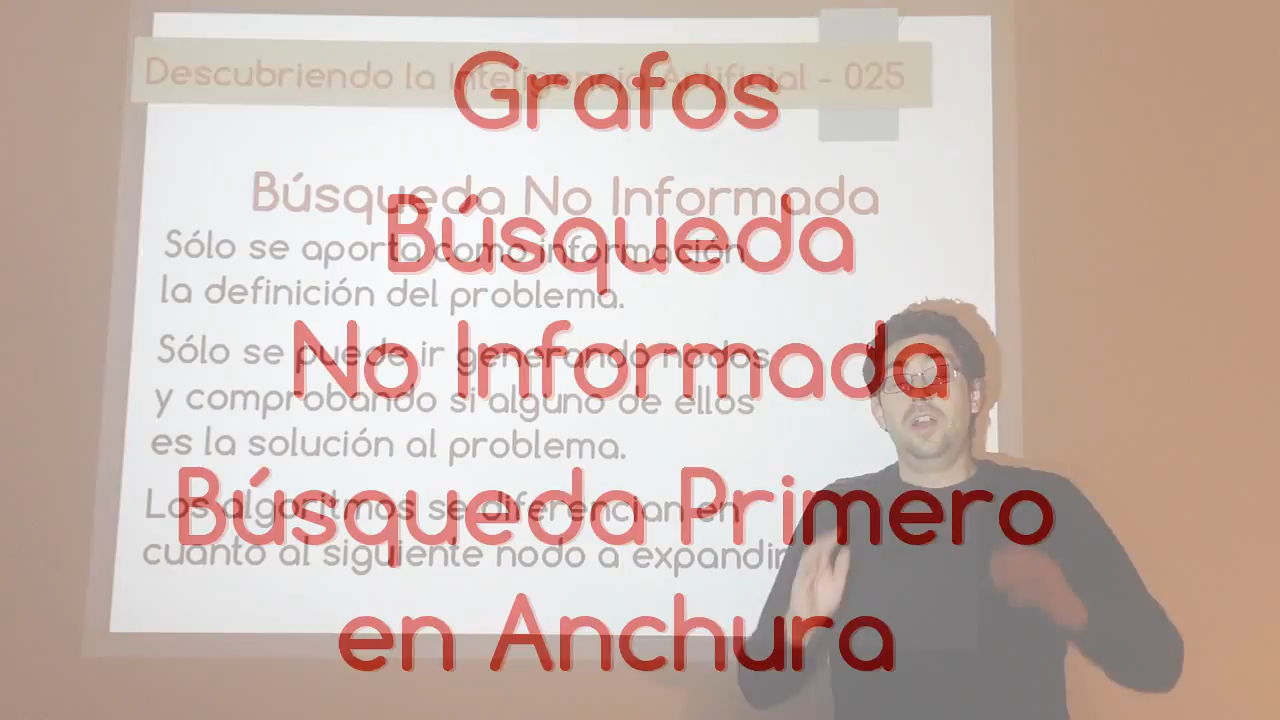 Descubriendo la Inteligencia Artificial - 025
Grafos
Búsqueda No Informada
Búsqueda
Sólo se aporta como información
la definición del problema.
No Informada
Sólo se puede ir generando nodos
y comprobando si alguno de ellos
es la solución al problema.
Búsqueda Primero
Los algoritmos se diferencian en
cuanto al siguiente nodo a expandir
en Anchura